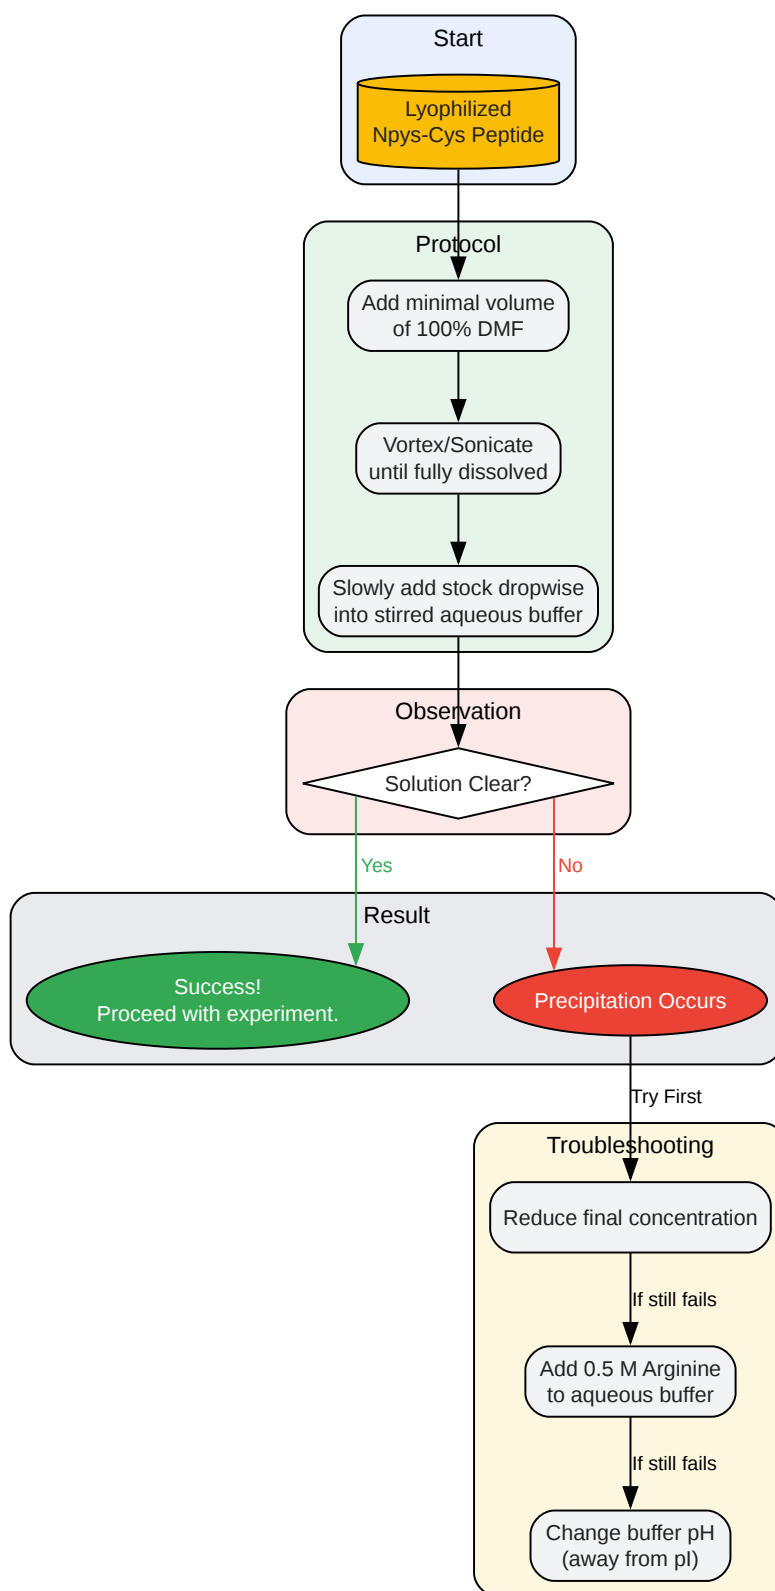 Start
Lyophilized
Npys-Cys Peptide
Protocol
Add minimal volume
of 100% DMF
Vortex/Sonicate
until fully dissolved
Slowly add stock dropwise
into stirred aqueous buffer
Observation
Solution Clear?
Yes
No
Result
Success!
Proceed with experiment.
Precipitation Occurs
Try First
Troubleshooting
Reduce final concentration
If still fails
Add 0.5 M Arginine
to aqueous buffer
If still fails
Change buffer pH
(away from pI)